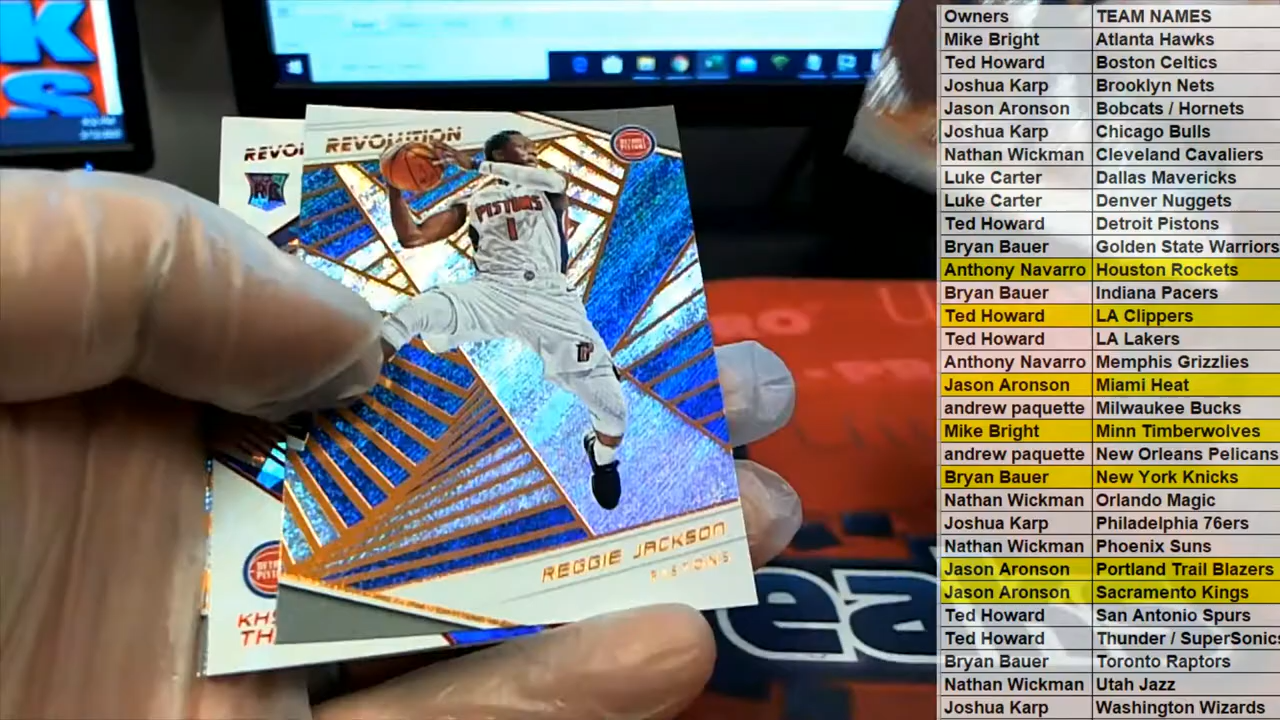 K
S
REVOLUTION
DETROIT PISTONS
REVO
RC
PISTONS
1
REGGIE JACKSON
PISTONS
KHS
TH
ea
Owners TEAM NAMES
Mike Bright Atlanta Hawks
Ted Howard Boston Celtics
Joshua Karp Brooklyn Nets
Jason Aronson Bobcats / Hornets
Joshua Karp Chicago Bulls
Nathan Wickman Cleveland Cavaliers
Luke Carter Dallas Mavericks
Luke Carter Denver Nuggets
Ted Howard Detroit Pistons
Bryan Bauer Golden State Warriors
Anthony Navarro Houston Rockets
Bryan Bauer Indiana Pacers
Ted Howard LA Clippers
Ted Howard LA Lakers
Anthony Navarro Memphis Grizzlies
Jason Aronson Miami Heat
andrew paquette Milwaukee Bucks
Mike Bright Minn Timberwolves
andrew paquette New Orleans Pelicans
Bryan Bauer New York Knicks
Nathan Wickman Orlando Magic
Joshua Karp Philadelphia 76ers
Nathan Wickman Phoenix Suns
Jason Aronson Portland Trail Blazers
Jason Aronson Sacramento Kings
Ted Howard San Antonio Spurs
Ted Howard Thunder / SuperSonics
Bryan Bauer Toronto Raptors
Nathan Wickman Utah Jazz
Joshua Karp Washington Wizards